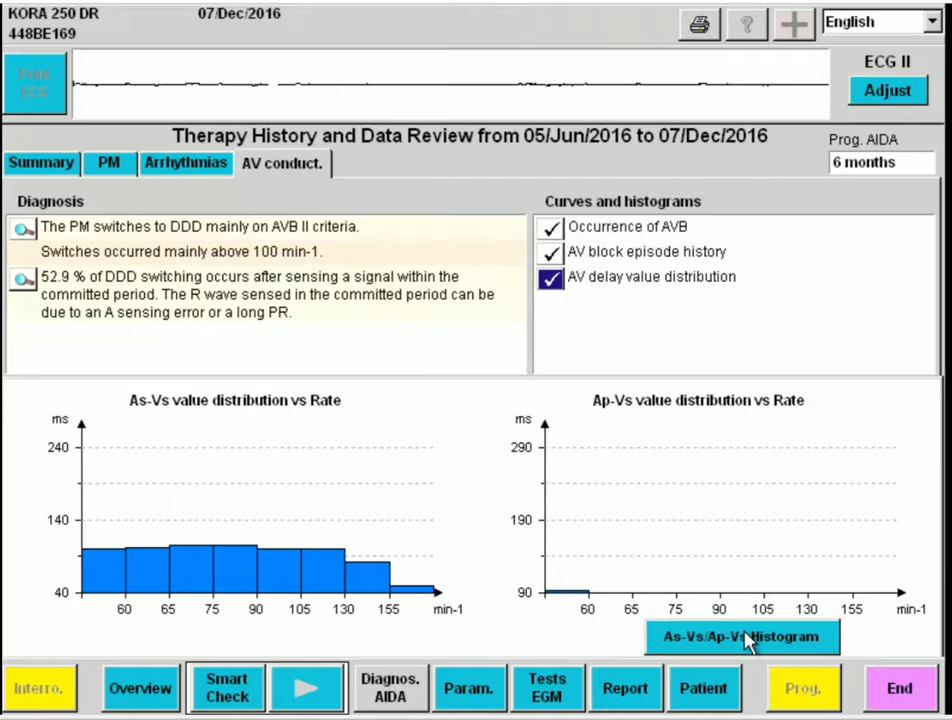 KORA 250 DR
07/Dec/2016
448BE169
English
Print
ECG
ECG II
Adjust
Therapy History and Data Review from 05/Jun/2016 to 07/Dec/2016
Prog. AIDA
6 months
Summary
PM
Arrhythmias
AV conduct.
Diagnosis
The PM switches to DDD mainly on AVB II criteria.
Switches occurred mainly above 100 min-1.
52.9 % of DDD switching occurs after sensing a signal within the
committed period. The R wave sensed in the committed period can be
due to an A sensing error or a long PR.
Curves and histograms
Occurrence of AVB
AV block episode history
AV delay value distribution
As-Vs value distribution vs Rate
ms
240
140
40
60 65 75 90 105 130 155 min-1
Ap-Vs value distribution vs Rate
ms
290
190
90
60 65 75 90 105 130 155 min-1
As-Vs/Ap-Vs Histogram
Interro.
Overview
Smart
Check
Diagnos.
AIDA
Param.
Tests
EGM
Report
Patient
Prog.
End